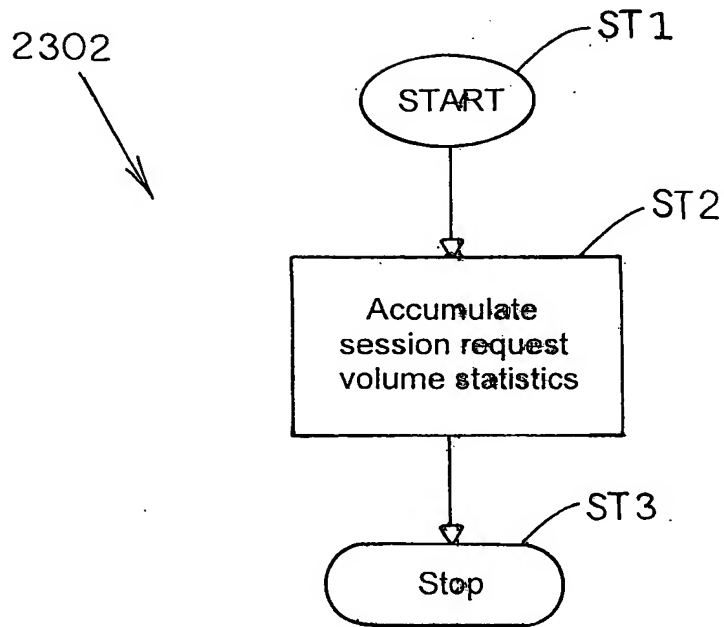 2302
ST1
START
ST2
Accumulate
session request
volume statistics
ST3
Stop